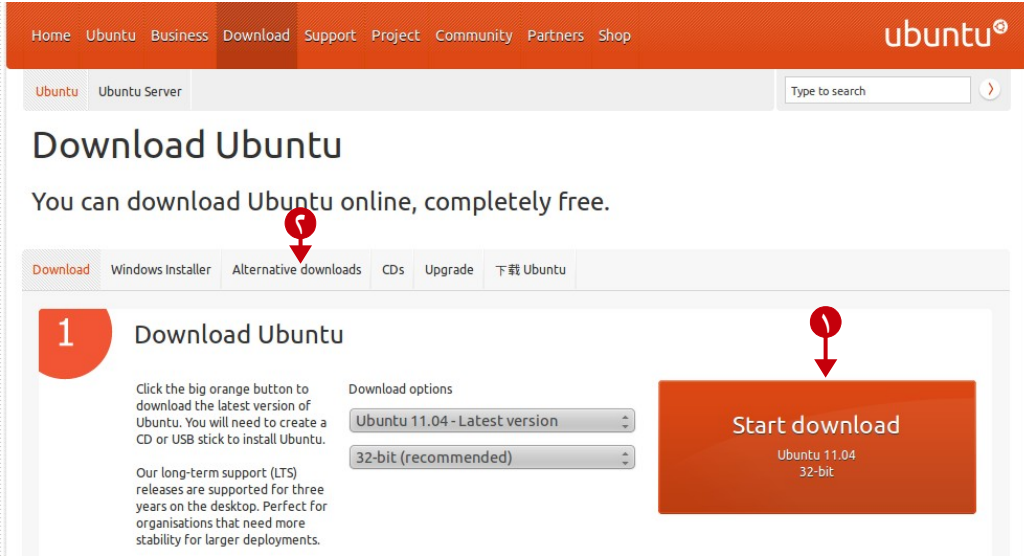 Home Ubuntu Business Download Support Project Community Partners Shop
ubuntu
Ubuntu Ubuntu Server
Type to search
Download Ubuntu
You can download Ubuntu online, completely free.
۲
Download Windows Installer Alternative downloads CDs Upgrade 下载 Ubuntu
1
Download Ubuntu
۱
Click the big orange button to
download the latest version of
Ubuntu. You will need to create a
CD or USB stick to install Ubuntu.
Our long-term support (LTS)
releases are supported for three
years on the desktop. Perfect for
organisations that need more
stability for larger deployments.
Download options
Ubuntu 11.04 - Latest version
32-bit (recommended)
Start download
Ubuntu 11.04
32-bit